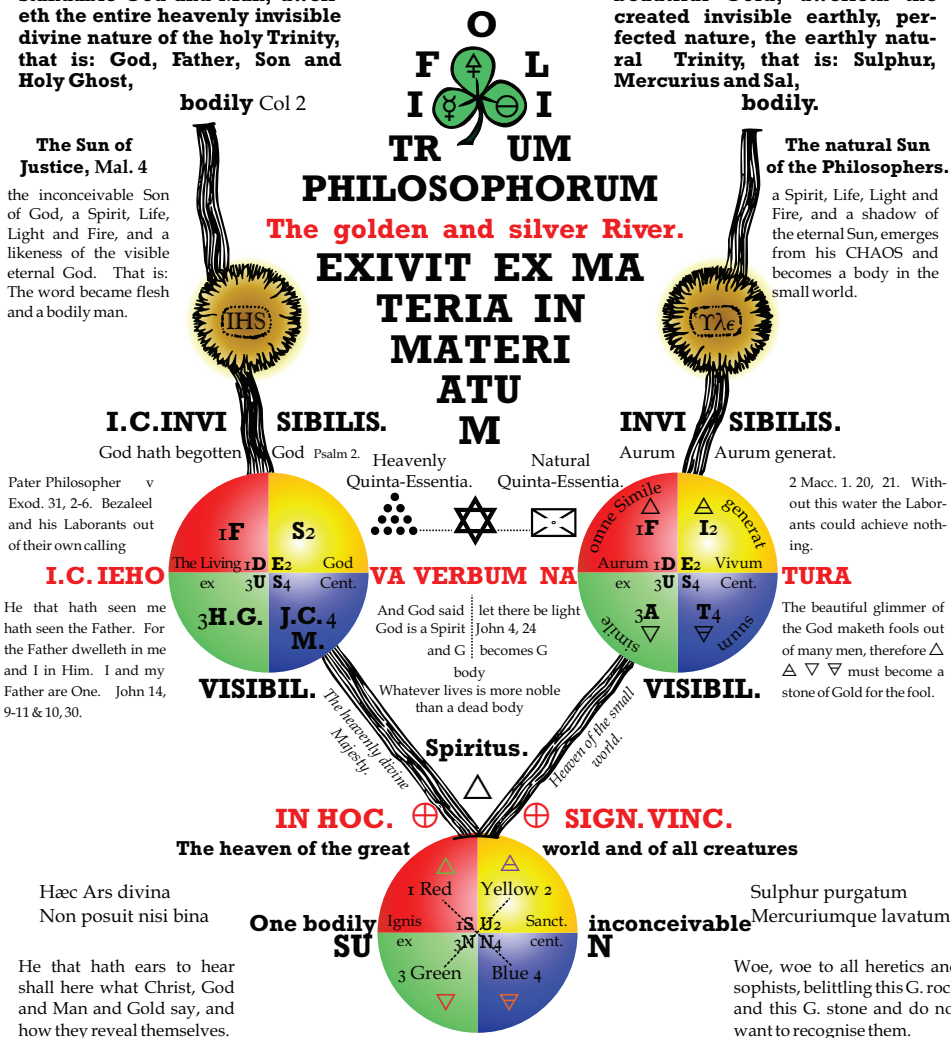 God and Man, dwell-
eth the entire heavenly invisible
divine nature of the holy Trinity,
that is: God, Father, Son and
Holy Ghost,
bodily Col 2
beautiful Gold, dwelleth the
created invisible earthly, per-
fected nature, the earthly natu-
ral Trinity, that is: Sulphur,
Mercurius and Sal,
bodily.
O
F L
I I
TR UM
PHILOSOPHORUM
The golden and silver River.
EXIVIT EX MA
TERIA IN
MATERI
ATU
M
The Sun of
Justice, Mal. 4
the inconceivable Son
of God, a Spirit, Life,
Light and Fire, and a
likeness of the visible
eternal God. That is:
The word became flesh
and a bodily man.
The natural Sun
of the Philosophers.
a Spirit, Life, Light and
Fire, and a shadow of
the eternal Sun, emerges
from his CHAOS and
becomes a body in the
small world.
IHS
Υλε
I.C.INVI SIBILIS.
God hath begotten God Psalm 2.
INVI SIBILIS.
Aurum Aurum generat.
Heavenly
Quinta-Essentia.
Natural
Quinta-Essentia.
Pater Philosopher v
Exod. 31, 2-6. Bezaleel
and his Laborants out
of their own calling
2 Macc. 1. 20, 21. With-
out this water the Labor-
ants could achieve noth-
ing.
1F S2
The Living 1D E2 God
ex 3U S4 Cent.
3H.G. J.C. 4
M.
omne Simile generat
1F I2
Aurum 1D E2 Vivum
ex 3U S4 Cent.
3A T4
simile suum
I.C. IEHO VA VERBUM NA TURA
He that hath seen me
hath seen the Father. For
the Father dwelleth in me
and I in Him. I and my
Father are One. John 14,
9-11 & 10, 30.
And God said let there be light
God is a Spirit John 4, 24
and G becomes G
body
Whatever lives is more noble
than a dead body
The beautiful glimmer of
the God maketh fools out
of many men, therefore △
🜁 ▽ 🜃 must become a
stone of Gold for the fool.
VISIBIL. VISIBIL.
The heavenly divine
Majesty.
Heaven of the small
world.
Spiritus.
IN HOC. ⊕ ⊕ SIGN. VINC.
The heaven of the great world and of all creatures
Hæc Ars divina
Non posuit nisi bina
Sulphur purgatum
Mercuriumque lavatum
1 Red Yellow 2
One bodily Ignis 1S U2 Sanct. inconceivable
SU ex 3N N4 cent. N
3 Green Blue 4
He that hath ears to hear
shall here what Christ, God
and Man and Gold say, and
how they reveal themselves.
Woe, woe to all heretics and
sophists, belittling this G. roc
and this G. stone and do no
want to recognise them.